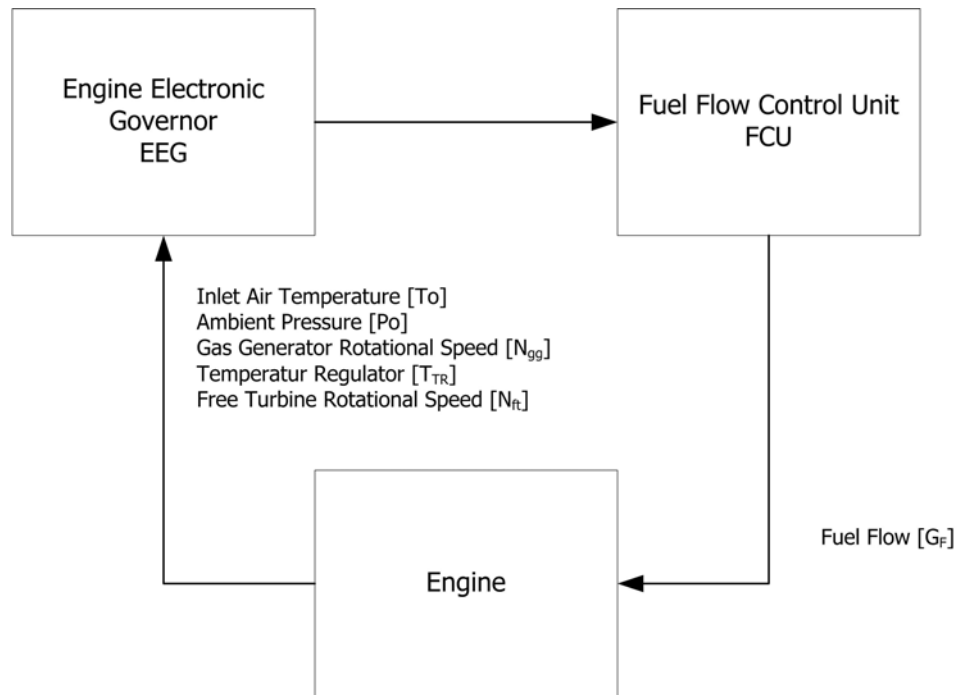 Engine Electronic
Governor
EEG
Fuel Flow Control Unit
FCU
Inlet Air Temperature [To]
Ambient Pressure [Po]
Gas Generator Rotational Speed [Ngg]
Temperatur Regulator [TTR]
Free Turbine Rotational Speed [Nft]
Fuel Flow [GF]
Engine